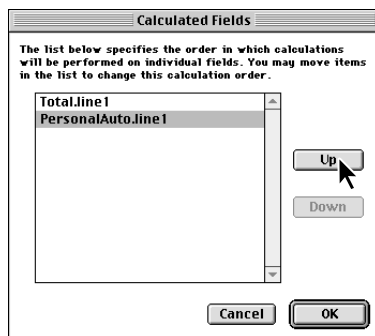 Calculated Fields
The list below specifies the order in which calculations
will be performed on individual fields. You may move items
in the list to change this calculation order.
Total.line1
PersonalAuto.line1
Up
Down
Cancel
OK